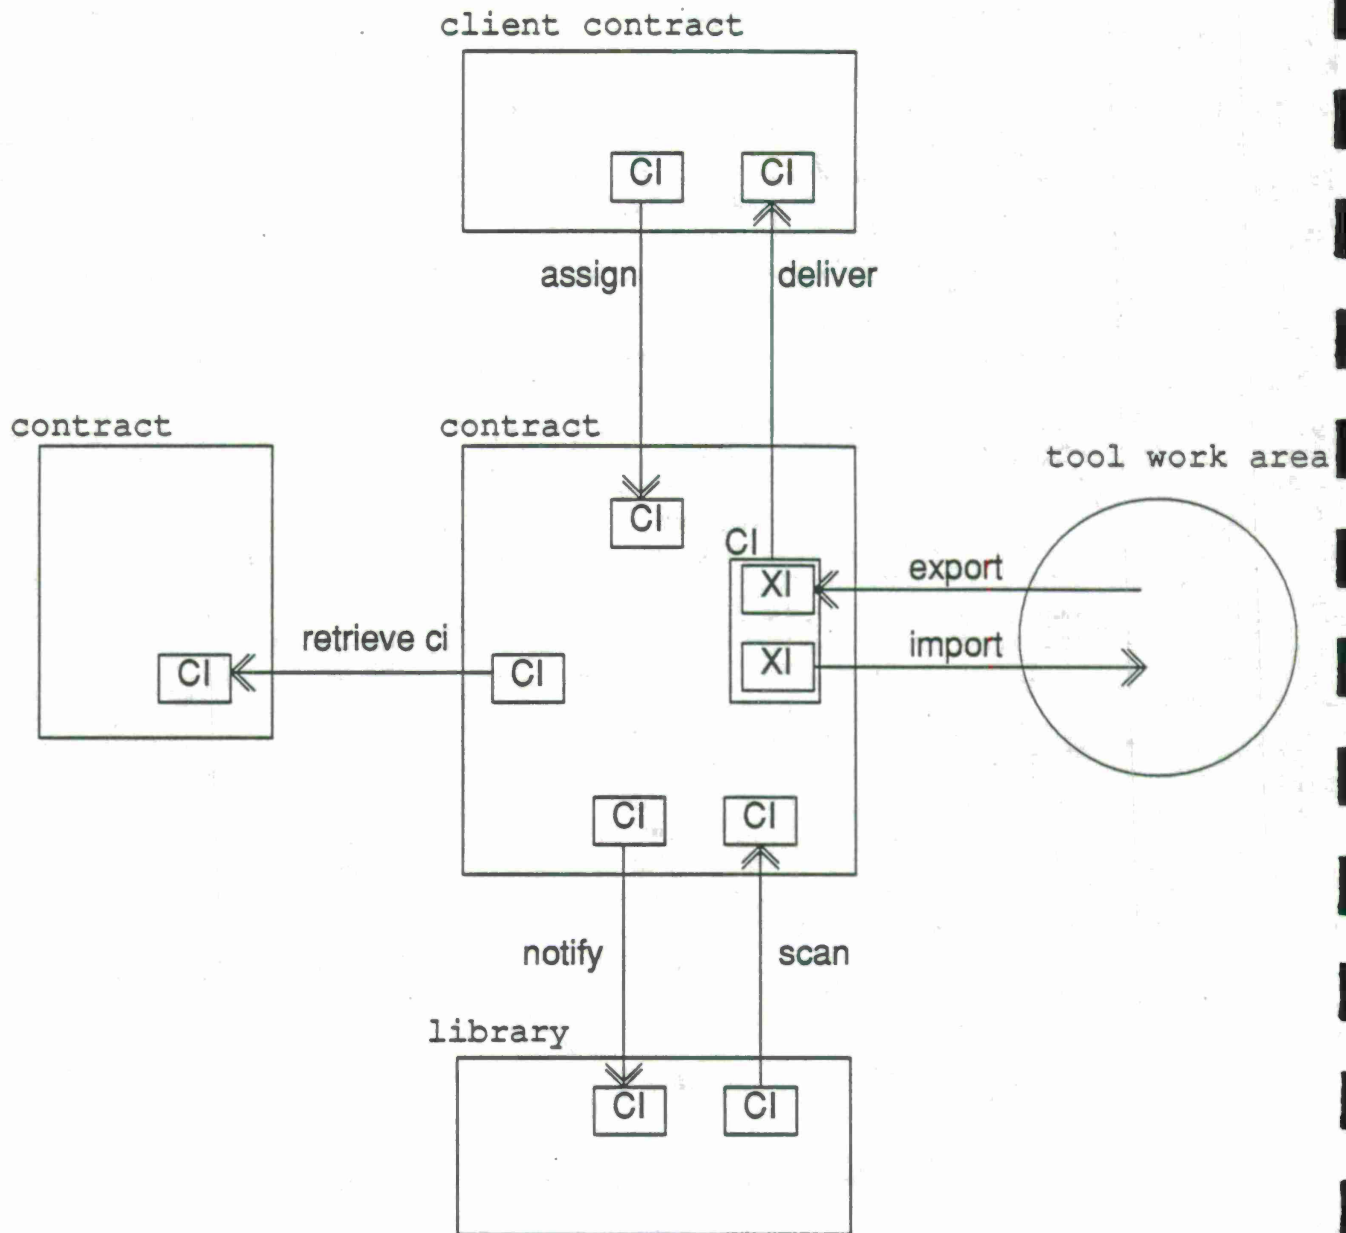 client contract
CI CI
assign deliver
contract contract
tool work area
CI
CI
XI export
retrieve ci import
CI CI XI
CI CI
notify scan
library
CI CI